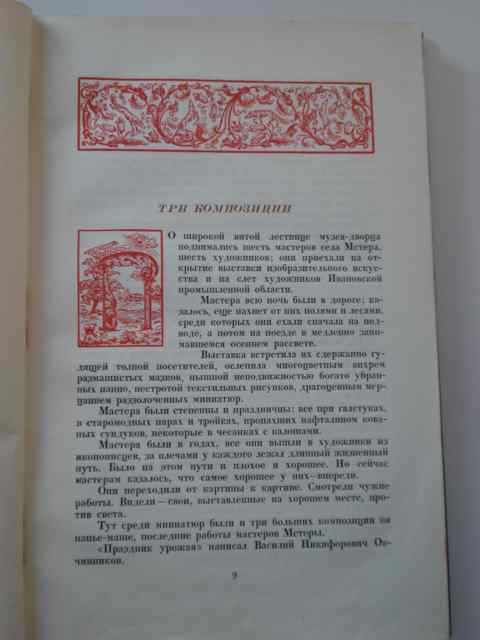 ТРИ КОМПОЗИЦИИ
О широкой витой лестнице музея-дворца
поднимались шесть мастеров села Мстера,
шесть художников; они приехали на от-
крытие выставки изобразительного искус-
ства и на слет художников Ивановской
промышленной области.
Мастера всю ночь были в дороге; ка-
залось, еще пахнет от них полями и лесами,
среди которых они ехали сначала на под-
воде, а потом на поезде в медленно зани-
мавшемся осеннем рассвете.
Выставка встретила их сдержанно гу-
дящей толпой посетителей, ослепила многоцветным вихрем
размашистых мазков, пышной неподвижностью богато убран-
ных панно, пестротой текстильных рисунков, драгоценным мер-
цанием разволоченных миниатюр.
Мастера были степенны и праздничны: все при галстуках,
в старомодных парах и тройках, пропахших нафталином кова-
ных сундуков, некоторые в чесанках с калошами.
Мастера были в годах, все они вышли в художники из
иконописцев, за плечами у каждого лежал длинный жизненный
путь. Было на этом пути и плохое и хорошее. Но сейчас
мастерам казалось, что самое хорошее у них—впереди.
Они переходили от картины к картине. Смотрели чужие
работы. Видели—свои, выставленные на хорошем месте, про-
тив света.
Тут среди миниатюр были и три больших композиции на
папье-маше, последние работы мастеров Мстеры.
«Праздник урожая» написал Василий Никифорович Ов-
чинников.
9